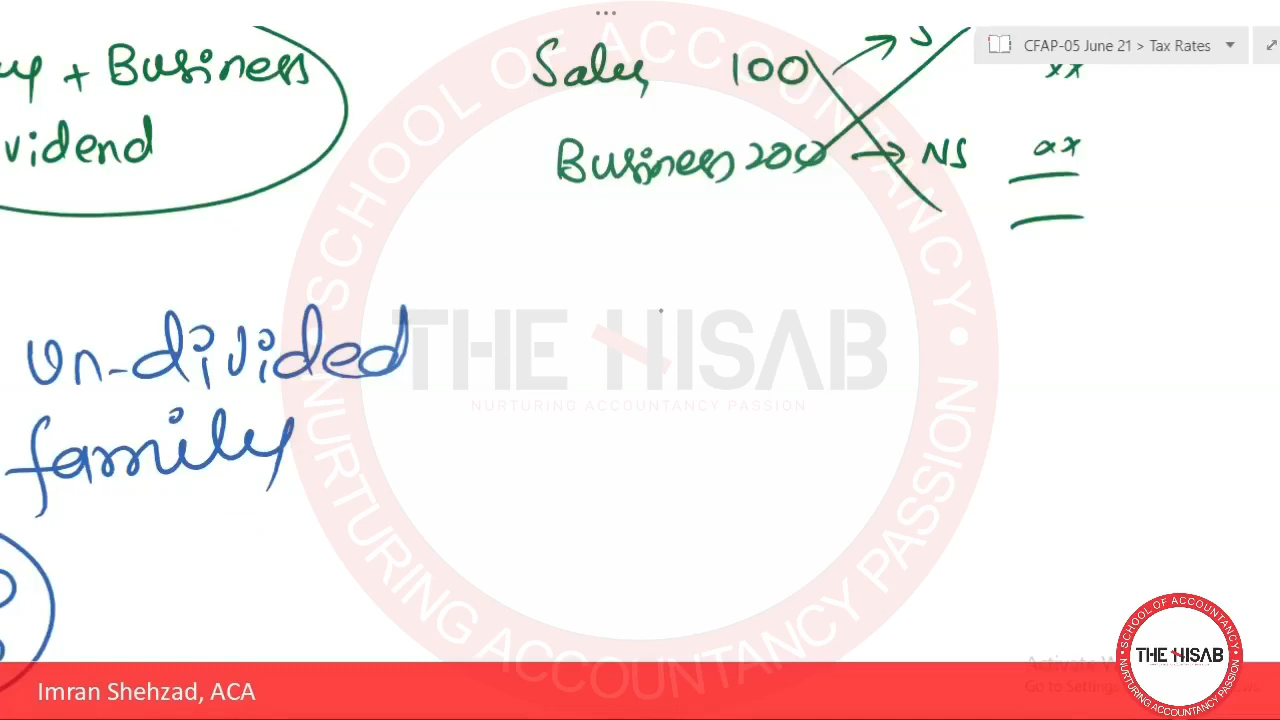 + Business
Sales 100 → S
CFAP-05 June 21 > Tax Rates
xx
vidend
Business 200 → NS
xx
un-divided
family
SCHOOL OF ACCOUNTANCY
THE HISAB
NURTURING ACCOUNTANCY PASSION
NURTURING ACCOUNTANCY PASSION
SCHOOL OF ACCOUNTANCY
THE HISAB
NURTURING ACCOUNTANCY PASSION
Imran Shehzad, ACA